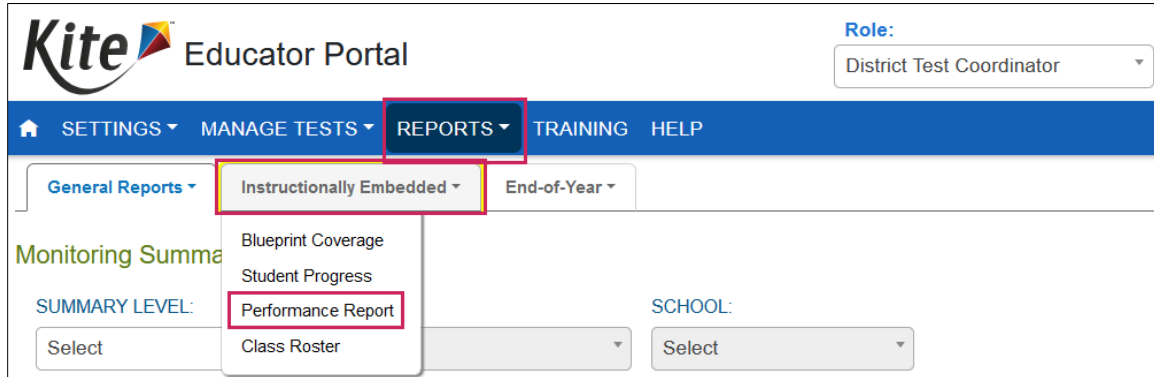 Kite™ Educator Portal
Role:
District Test Coordinator
SETTINGS MANAGE TESTS REPORTS TRAINING HELP
General Reports Instructionally Embedded End-of-Year
Blueprint Coverage
Monitoring Summa
Student Progress
SUMMARY LEVEL: Performance Report SCHOOL:
Select Class Roster Select